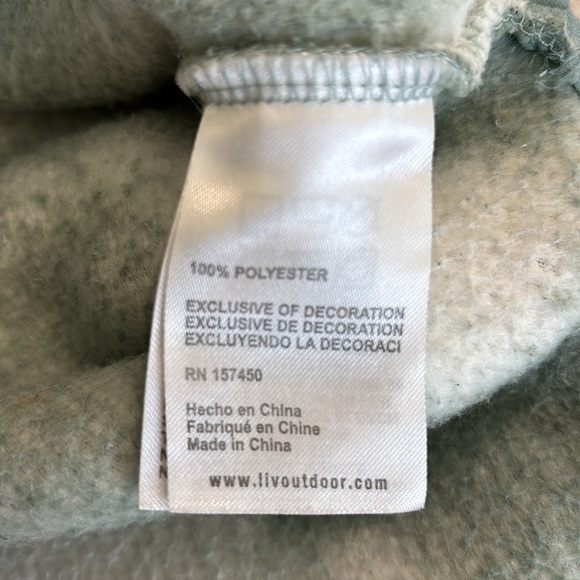 100% POLYESTER
EXCLUSIVE OF DECORATION
EXCLUSIVE DE DECORATION
EXCLUYENDO LA DECORACI
RN 157450
Hecho en China
Fabriqué en Chine
Made in China
www.livoutdoor.com